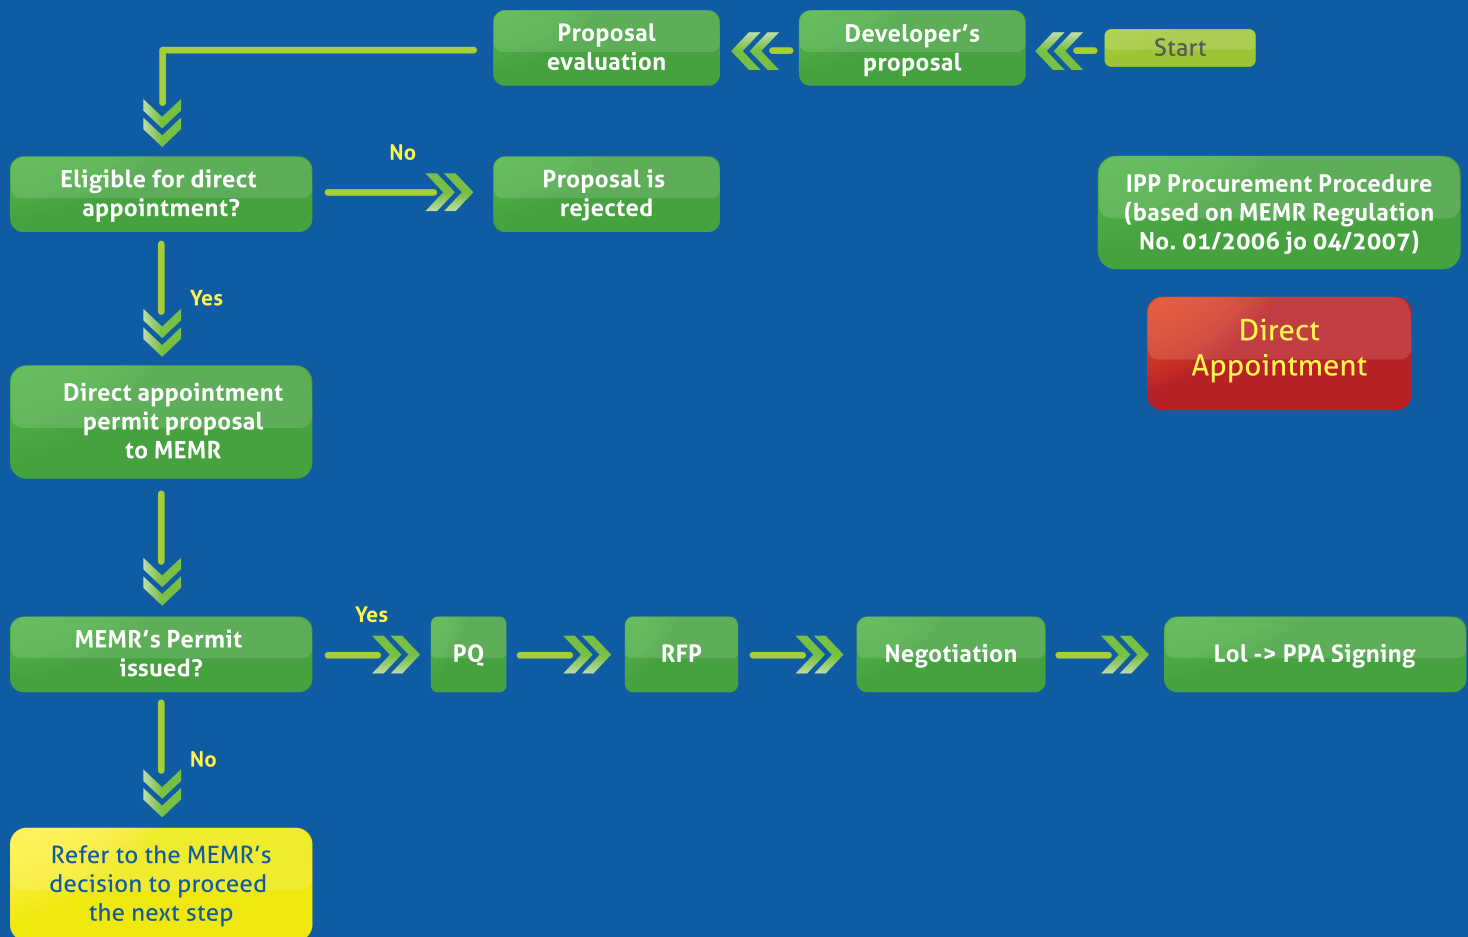 Start
Developer’s
proposal
Proposal
evaluation
Eligible for direct
appointment?
No
Proposal is
rejected
IPP Procurement Procedure
(based on MEMR Regulation
No. 01/2006 jo 04/2007)
Direct
Appointment
Yes
Direct appointment
permit proposal
to MEMR
MEMR’s Permit
issued?
Yes
PQ
RFP
Negotiation
LoI -> PPA Signing
No
Refer to the MEMR’s
decision to proceed
the next step